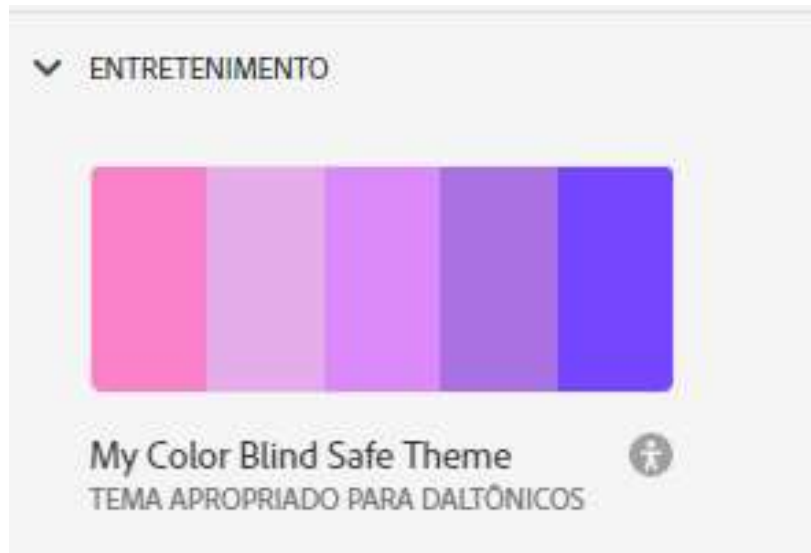 ENTRETENIMENTO
My Color Blind Safe Theme
TEMA APROPRIADO PARA DALTÔNICOS